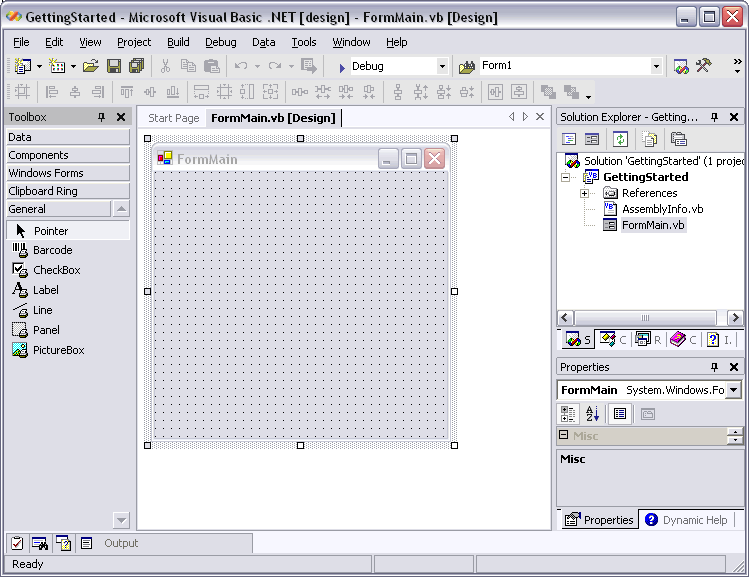 GettingStarted - Microsoft Visual Basic .NET [design] - FormMain.vb [Design]
File Edit View Project Build Debug Data Tools Window Help
Debug Form1
Toolbox
Data
Components
Windows Forms
Clipboard Ring
General
Pointer
Barcode
CheckBox
Label
Line
Panel
PictureBox
Start Page FormMain.vb [Design]
FormMain
Solution Explorer - Getting...
Solution 'GettingStarted' (1 projec
GettingStarted
References
AssemblyInfo.vb
FormMain.vb
S C R C I.
Properties
FormMain System.Windows.Fo
Misc
Misc
Properties Dynamic Help
Output
Ready